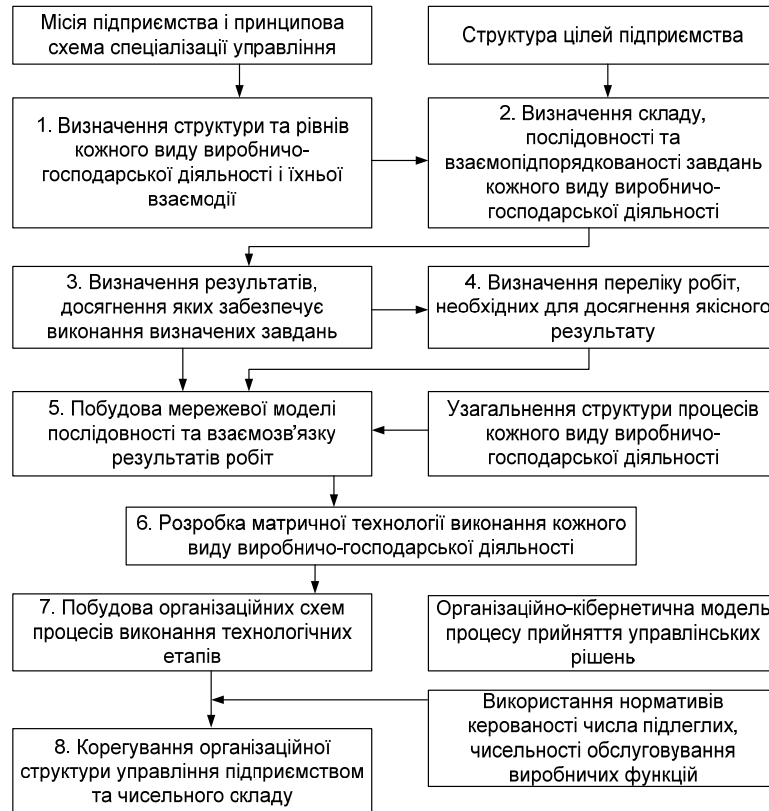 Місія підприємства і принципова
схема спеціалізації управління
Структура цілей підприємства
1. Визначення структури та рівнів
кожного виду виробничо-
господарської діяльності і їхньої
взаємодії
2. Визначення складу,
послідовності та
взаємопідпорядкованості завдань
кожного виду виробничо-
господарської діяльності
3. Визначення результатів,
досягнення яких забезпечує
виконання визначених завдань
4. Визначення переліку робіт,
необхідних для досягнення якісного
результату
5. Побудова мережевої моделі
послідовності та взаємозв'язку
результатів робіт
Узагальнення структури процесів
кожного виду виробничо-
господарської діяльності
6. Розробка матричної технології виконання кожного
виду виробничо-господарської діяльності
7. Побудова організаційних схем
процесів виконання технологічних
етапів
Організаційно-кібернетична модель
процесу прийняття управлінських
рішень
Використання нормативів
керованості числа підлеглих,
чисельності обслуговування
виробничих функцій
8. Корегування організаційної
структури управління підприємством
та чисельного складу